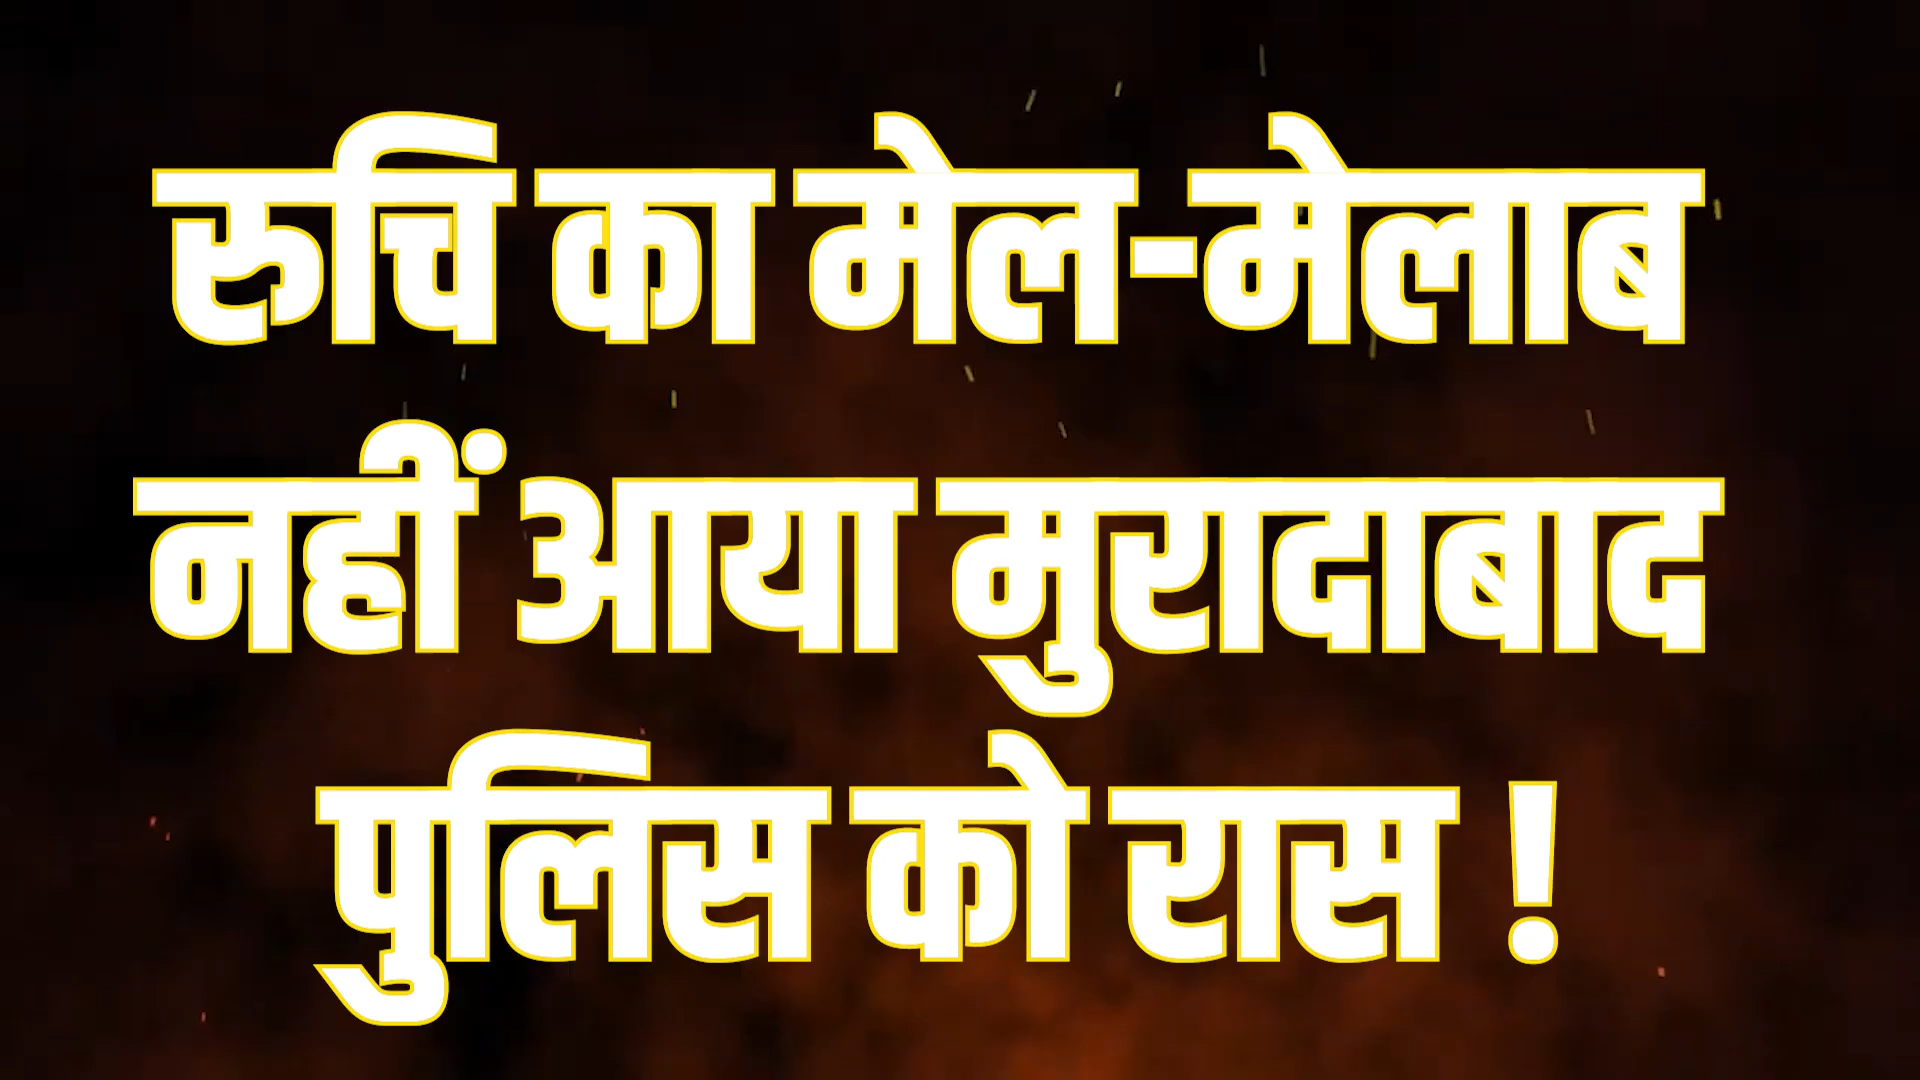 रुचि का मेल-मेलाब
नहीं आया मुरादाबाद
पुलिस को रास !